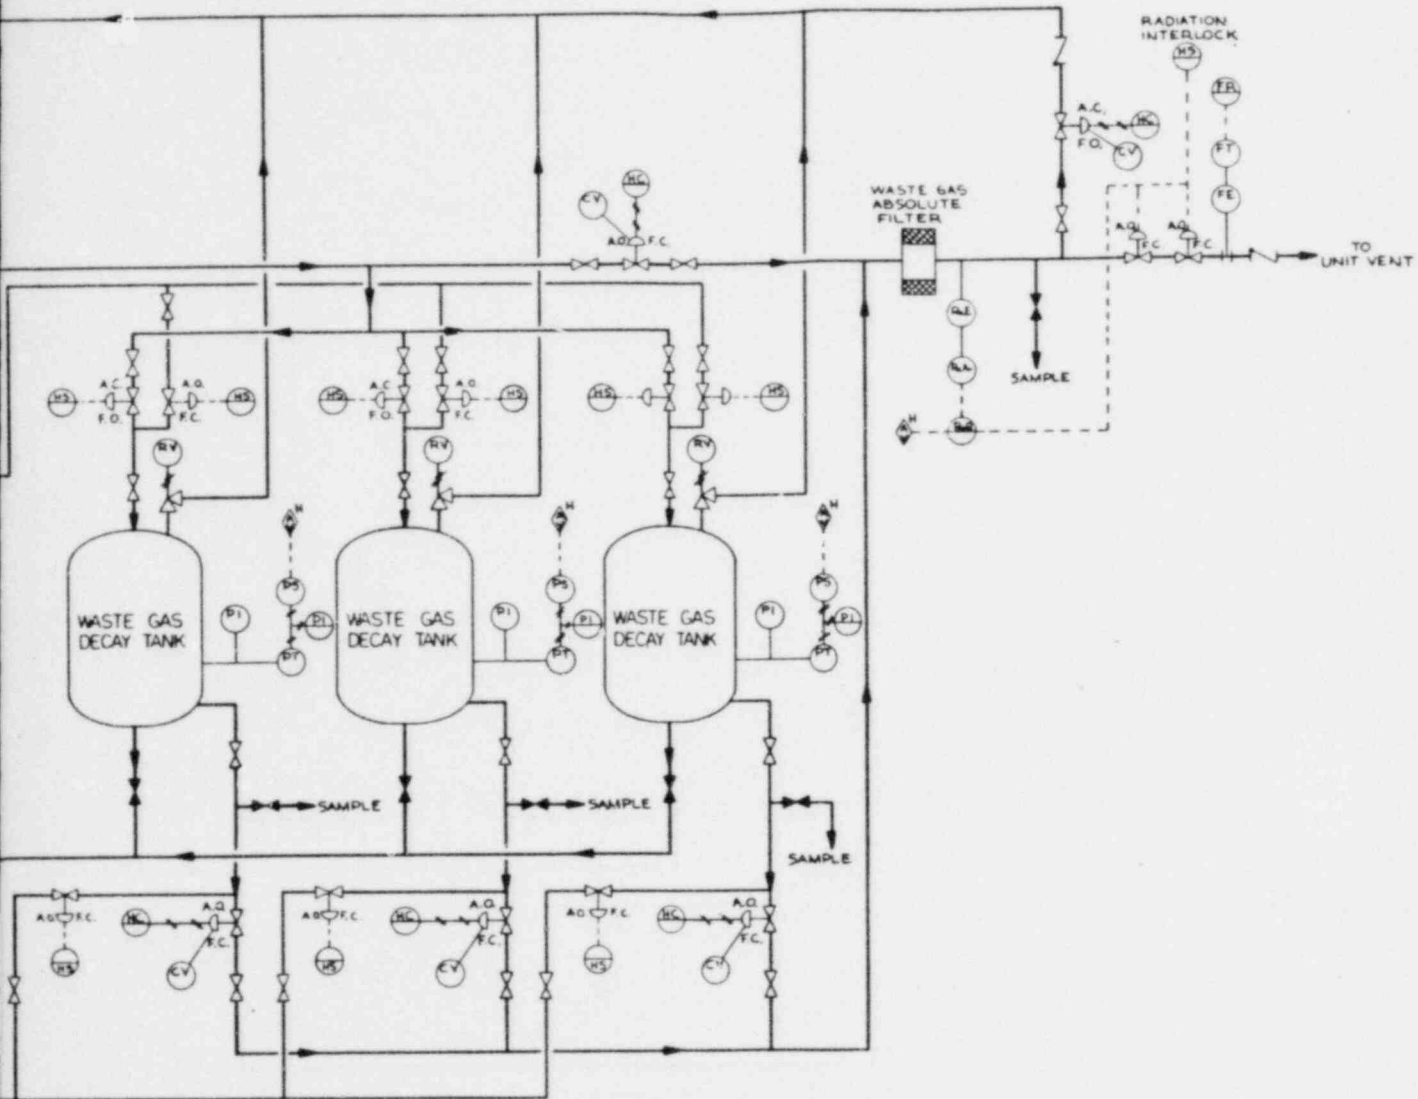 RADIATION
INTERLOCK
HS
FR
A.C.
HC
F.O.
CV
FT
FE
HC
CV
A.O. F.C.
WASTE GAS
ABSOLUTE
FILTER
A.O. A.O.
F.C. F.C.
TO
UNIT VENT
SAMPLE
H
HS A.C. F.O. A.O. F.C. HS
HS A.C. F.O. A.O. F.C. HS
HS HS
RV RV RV
H H H
PS PS PS
WASTE GAS
DECAY TANK
PI PI PT
WASTE GAS
DECAY TANK
PI PI PT
WASTE GAS
DECAY TANK
PI PI PT
SAMPLE
SAMPLE
SAMPLE
A.O. F.C. HS HC A.O. F.C. CV
A.O. F.C. HS HC A.O. F.C. CV
A.O. F.C. HS HC A.O. F.C. CV